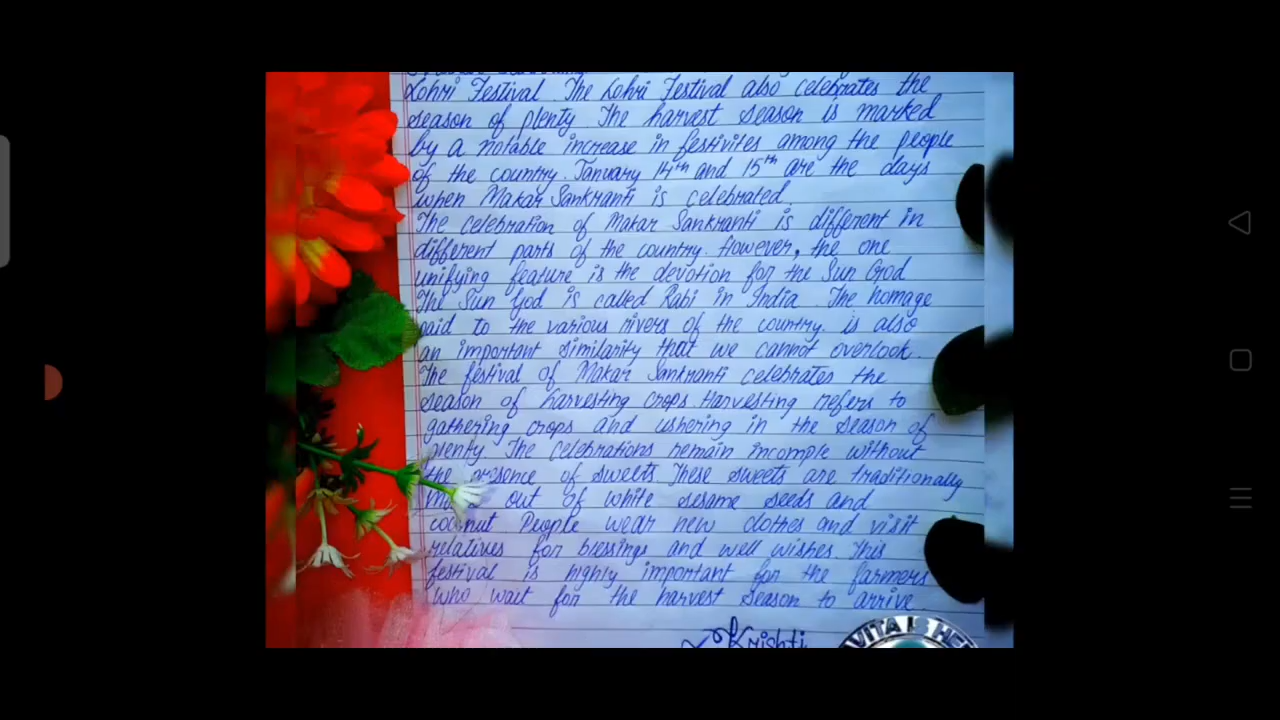 Lohri Festival. The Lohri Festival also celebrates the
season of plenty. The harvest season is marked
by a notable increase in festivites among the people
of the country. January 14th and 15th are the days
when Makar Sankranti is celebrated.
The celebration of Makar Sankranti is different in
different parts of the country. However, the one
unifying feature is the devotion for the Sun God.
The Sun God is called Rabi in India. The homage
paid to the various rivers of the country. is also
an important similarity that we cannot overlook.
The festival of Makar Sankranti celebrates the
season of harvesting crops. Harvesting refers to
gathering crops and ushering in the season of
plenty. The celebrations remain incomple without
the presence of sweets. These sweets are traditionally
out of white sesame seeds and
coconut. People wear new clothes and visit
relatives for blessings and well wishes. This
festival is highly important for the farmers
who wait for the harvest season to arrive.
Krishti
VITA IS HE